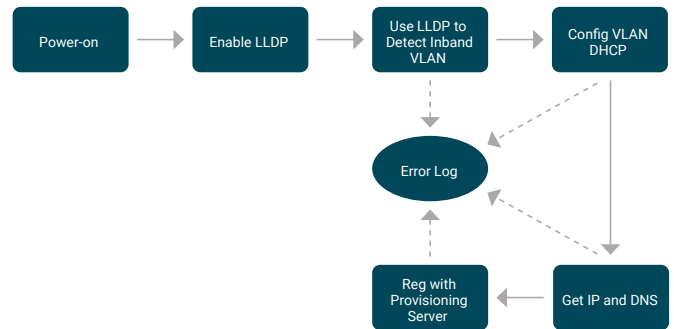 Power-on
Enable LLDP
Use LLDP to
Detect Inband
VLAN
Config VLAN
DHCP
Error Log
Reg with
Provisioning
Server
Get IP and DNS